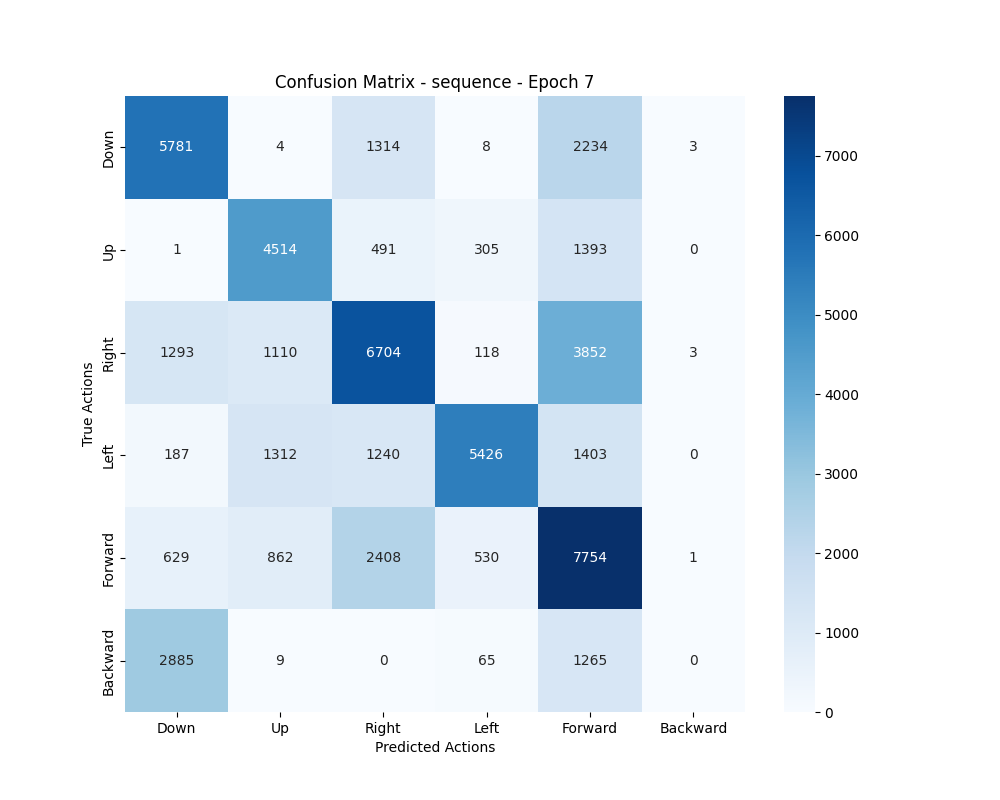 Confusion Matrix - sequence - Epoch 7
True Actions
Down 5781 4 1314 8 2234 3
Up 1 4514 491 305 1393 0
Right 1293 1110 6704 118 3852 3
Left 187 1312 1240 5426 1403 0
Forward 629 862 2408 530 7754 1
Backward 2885 9 0 65 1265 0
Down Up Right Left Forward Backward
Predicted Actions
7000
6000
5000
4000
3000
2000
1000
0